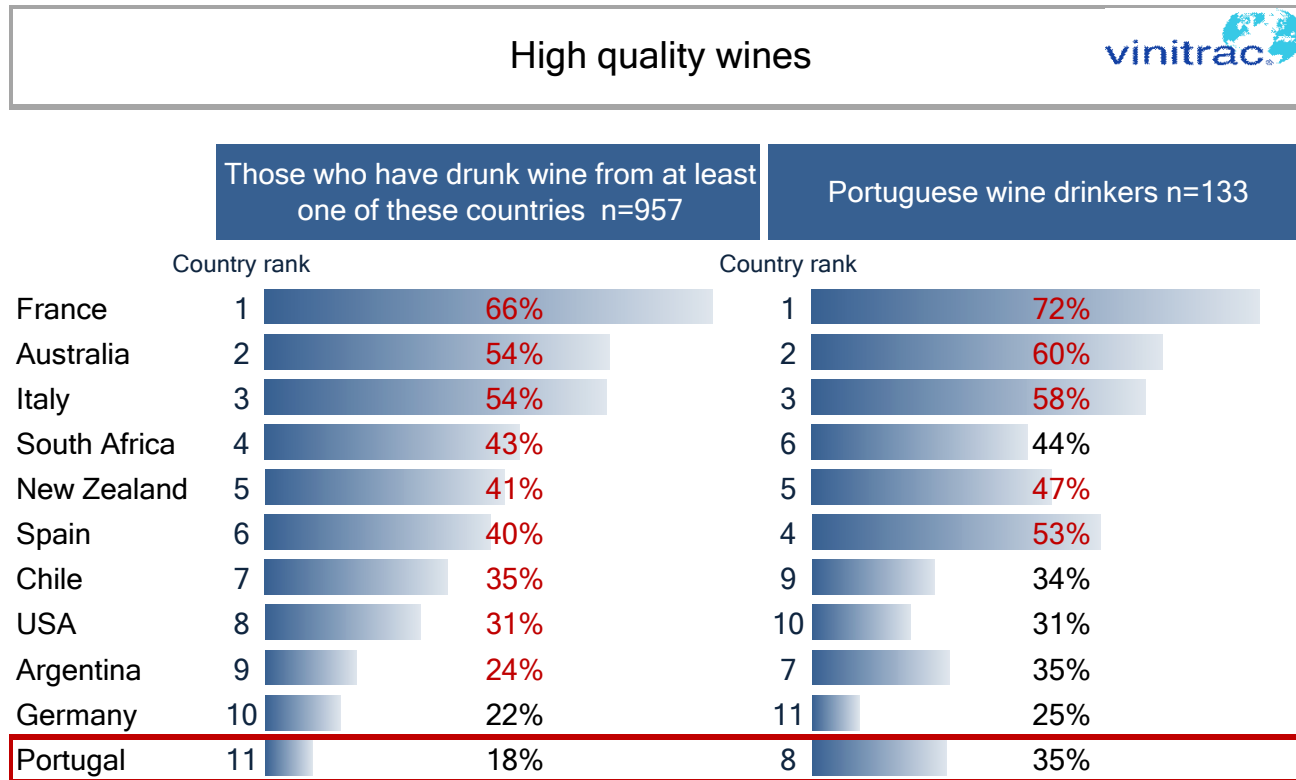 High quality wines
vinitrac
Those who have drunk wine from at least
one of these countries n=957
Portuguese wine drinkers n=133
Country rank
Country rank
France 1 66% 1 72%
Australia 2 54% 2 60%
Italy 3 54% 3 58%
South Africa 4 43% 6 44%
New Zealand 5 41% 5 47%
Spain 6 40% 4 53%
Chile 7 35% 9 34%
USA 8 31% 10 31%
Argentina 9 24% 7 35%
Germany 10 22% 11 25%
Portugal 11 18% 8 35%